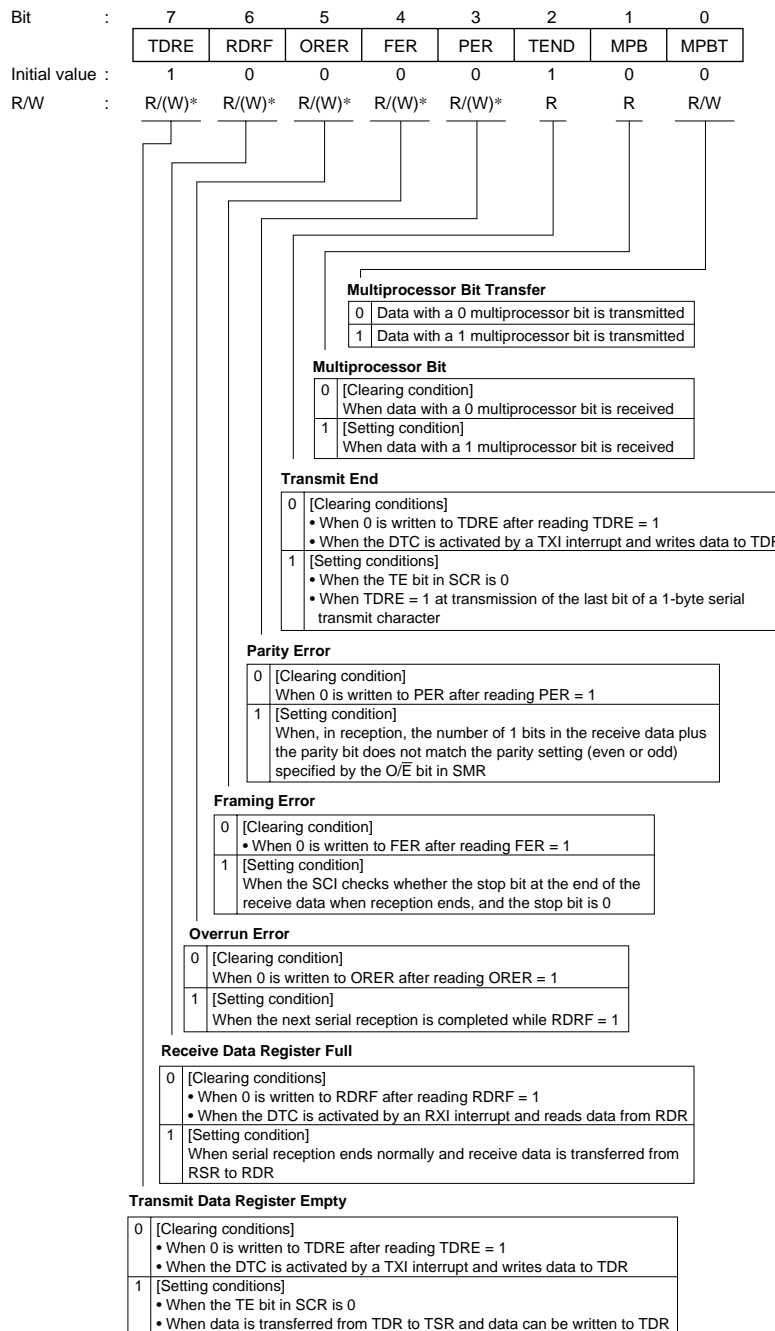 Bit : 7 6 5 4 3 2 1 0
TDRE RDRF ORER FER PER TEND MPB MPBT
Initial value : 1 0 0 0 0 1 0 0
R/W : R/(W)* R/(W)* R/(W)* R/(W)* R/(W)* R R R/W
Multiprocessor Bit Transfer
0 Data with a 0 multiprocessor bit is transmitted
1 Data with a 1 multiprocessor bit is transmitted
Multiprocessor Bit
0 [Clearing condition]
When data with a 0 multiprocessor bit is received
1 [Setting condition]
When data with a 1 multiprocessor bit is received
Transmit End
0 [Clearing conditions]
• When 0 is written to TDRE after reading TDRE = 1
• When the DTC is activated by a TXI interrupt and writes data to TDR
1 [Setting conditions]
• When the TE bit in SCR is 0
• When TDRE = 1 at transmission of the last bit of a 1-byte serial
transmit character
Parity Error
0 [Clearing condition]
When 0 is written to PER after reading PER = 1
1 [Setting condition]
When, in reception, the number of 1 bits in the receive data plus
the parity bit does not match the parity setting (even or odd)
specified by the O/E̅ bit in SMR
Framing Error
0 [Clearing condition]
• When 0 is written to FER after reading FER = 1
1 [Setting condition]
When the SCI checks whether the stop bit at the end of the
receive data when reception ends, and the stop bit is 0
Overrun Error
0 [Clearing condition]
When 0 is written to ORER after reading ORER = 1
1 [Setting condition]
When the next serial reception is completed while RDRF = 1
Receive Data Register Full
0 [Clearing conditions]
• When 0 is written to RDRF after reading RDRF = 1
• When the DTC is activated by an RXI interrupt and reads data from RDR
1 [Setting condition]
When serial reception ends normally and receive data is transferred from
RSR to RDR
Transmit Data Register Empty
0 [Clearing conditions]
• When 0 is written to TDRE after reading TDRE = 1
• When the DTC is activated by a TXI interrupt and writes data to TDR
1 [Setting conditions]
• When the TE bit in SCR is 0
• When data is transferred from TDR to TSR and data can be written to TDR